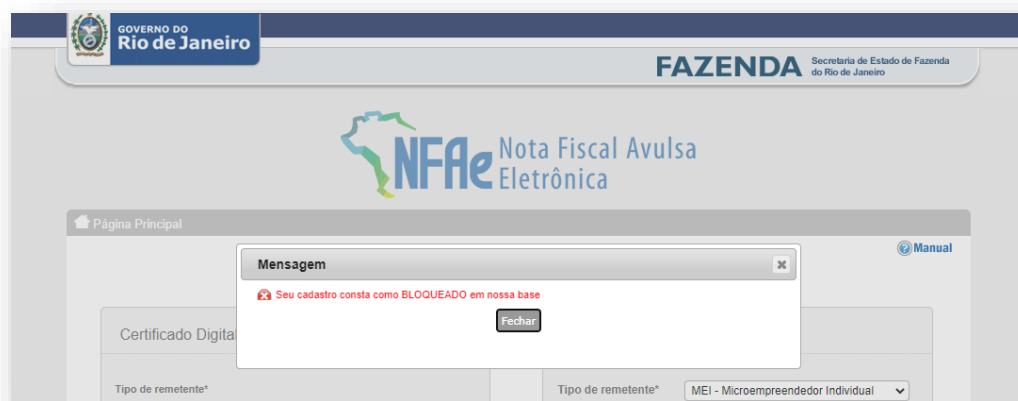 GOVERNO DO
Rio de Janeiro
FAZENDA
Secretaria de Estado de Fazenda
do Rio de Janeiro
NFAe
Nota Fiscal Avulsa
Eletrônica
Página Principal
Manual
Mensagem
Seu cadastro consta como BLOQUEADO em nossa base
Fechar
Certificado Digita
Tipo de remetente*
Tipo de remetente* MEI - Microempreendedor Individual